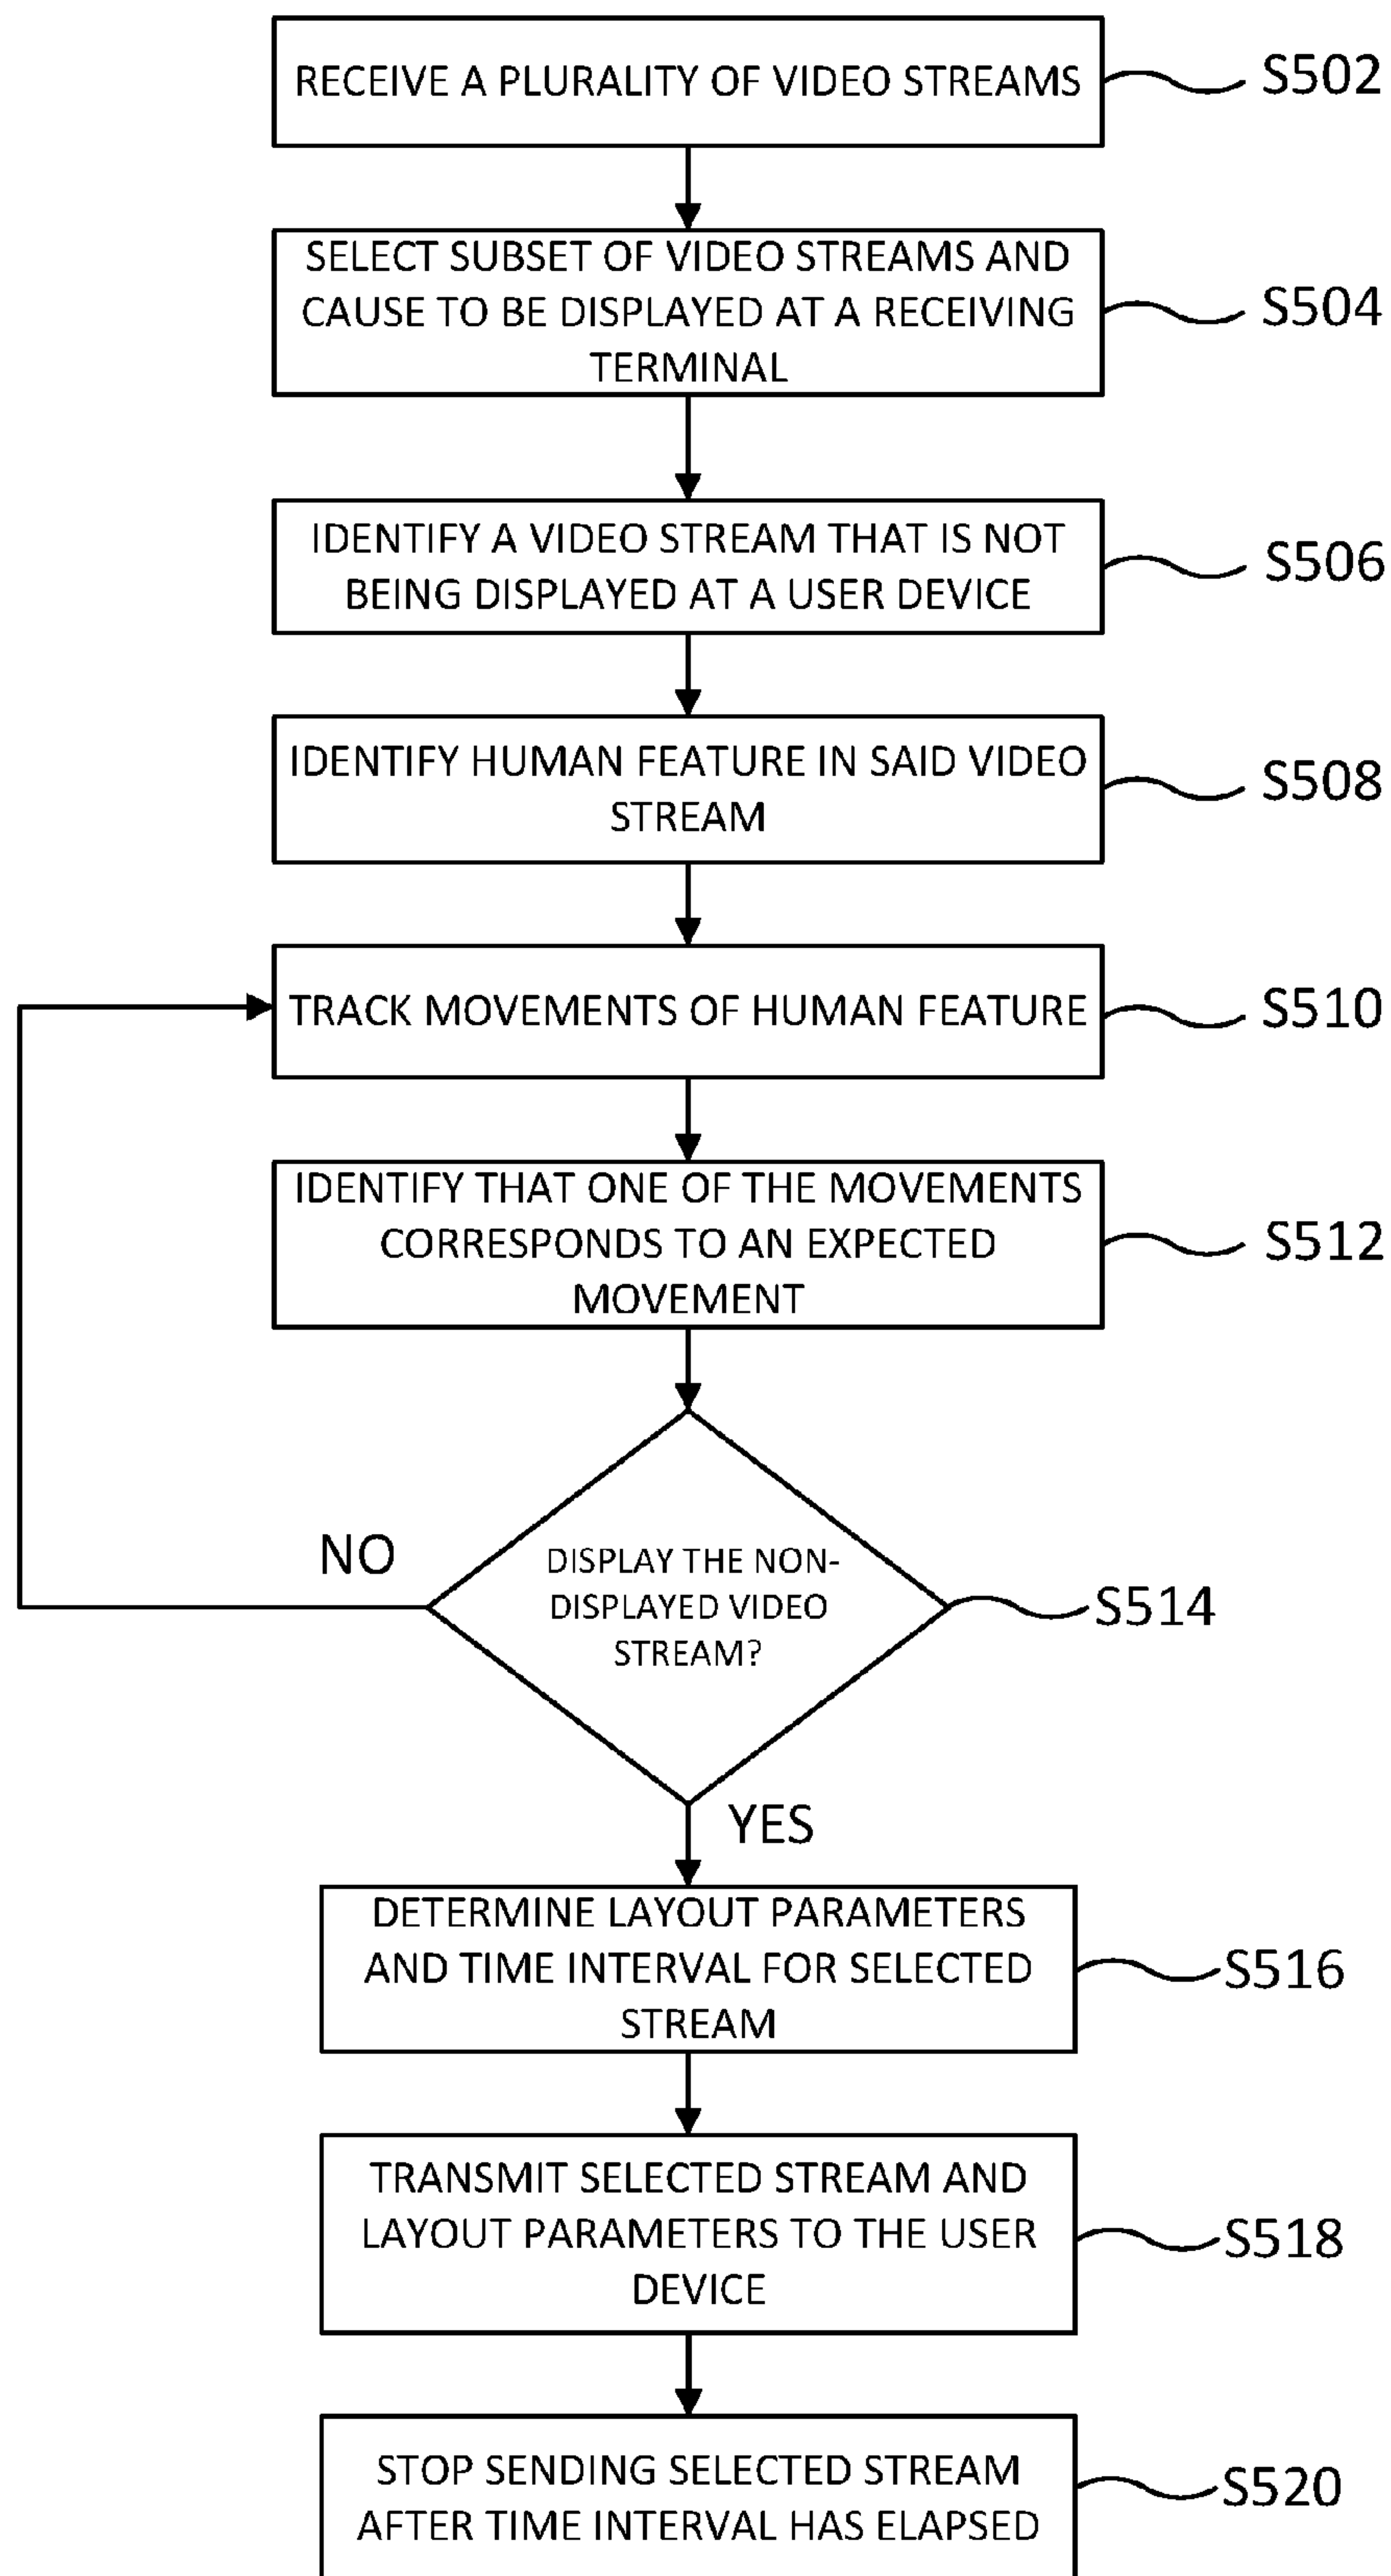 RECEIVE A PLURALITY OF VIDEO STREAMS
S502
SELECT SUBSET OF VIDEO STREAMS AND
CAUSE TO BE DISPLAYED AT A RECEIVING
TERMINAL
S504
IDENTIFY A VIDEO STREAM THAT IS NOT
BEING DISPLAYED AT A USER DEVICE
S506
IDENTIFY HUMAN FEATURE IN SAID VIDEO
STREAM
S508
TRACK MOVEMENTS OF HUMAN FEATURE
S510
IDENTIFY THAT ONE OF THE MOVEMENTS
CORRESPONDS TO AN EXPECTED
MOVEMENT
S512
NO
DISPLAY THE NON-
DISPLAYED VIDEO
STREAM?
S514
YES
DETERMINE LAYOUT PARAMETERS
AND TIME INTERVAL FOR SELECTED
STREAM
S516
TRANSMIT SELECTED STREAM AND
LAYOUT PARAMETERS TO THE USER
DEVICE
S518
STOP SENDING SELECTED STREAM
AFTER TIME INTERVAL HAS ELAPSED
S520